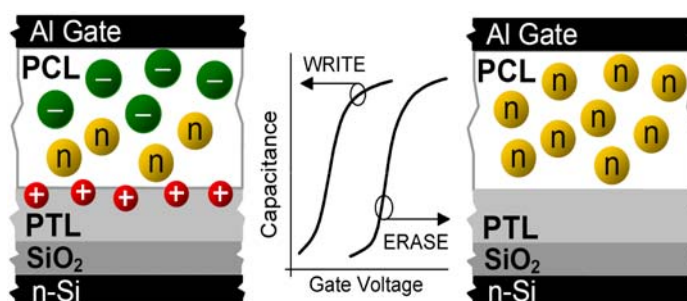 Al Gate
PCL
− − − − −
n n n
+ + + + +
PTL
SiO₂
n-Si
WRITE
ERASE
Capacitance
Gate Voltage
Al Gate
PCL
n n n n n n n n n
PTL
SiO₂
n-Si